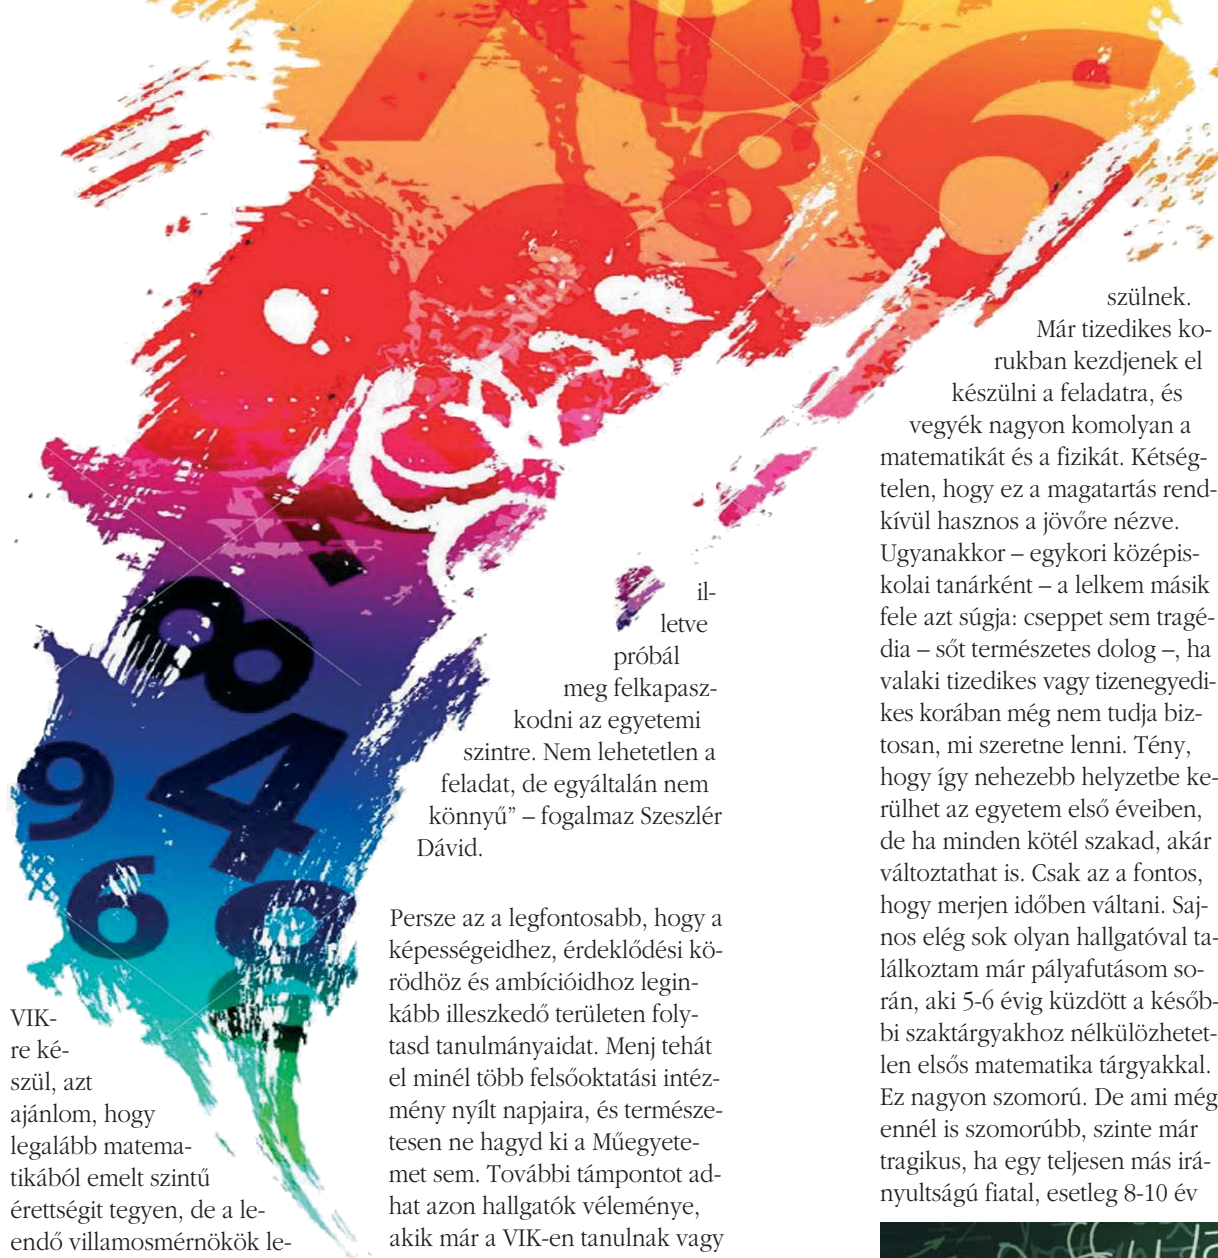 VIK-
re ké-
szül, azt
ajánlom, hogy
legalább matema-
tikából emelt szintű
érettségit tegyen, de a le-
endő villamosmérnökök le-
il-
letve
próbál
meg felkapasz-
kodni az egyetemi
szintre. Nem lehetetlen a
feladat, de egyáltalán nem
könnyű” – fogalmaz Szeszlér
Dávid.
Persze az a legfontosabb, hogy a
képességeidhez, érdeklődési kö-
rödhöz és ambícióidhoz legin-
kább illeszkedő területen foly-
tasd tanulmányaidat. Menj tehát
el minél több felsőoktatási intéz-
mény nyílt napjaira, és természe-
tesen ne hagyd ki a Műegyete-
met sem. További támpontot ad-
hat azon hallgatók véleménye,
akik már a VIK-en tanulnak vagy
szülnek.
Már tizedikes ko-
rukban kezdjenek el
készülni a feladatra, és
vegyék nagyon komolyan a
matematikát és a fizikát. Kétség-
telen, hogy ez a magatartás rend-
kívül hasznos a jövőre nézve.
Ugyanakkor – egykori középis-
kolai tanárként – a lelkem másik
fele azt súgja: cseppet sem tragé-
dia – sőt természetes dolog –, ha
valaki tizedikes vagy tizenegyedi-
kes korában még nem tudja biz-
tosan, mi szeretne lenni. Tény,
hogy így nehezebb helyzetbe ke-
rülhet az egyetem első éveiben,
de ha minden kötél szakad, akár
változtathat is. Csak az a fontos,
hogy merjen időben váltani. Saj-
nos elég sok olyan hallgatóval ta-
lálkoztam már pályafutásom so-
rán, aki 5-6 évig küzdött a későb-
bi szaktárgyakhoz nélkülözhetet-
len elsős matematika tárgyakkal.
Ez nagyon szomorú. De ami még
ennél is szomorúbb, szinte már
tragikus, ha egy teljesen más irá-
nyultságú fiatal, esetleg 8-10 év
7
8 6
8
4
9
6